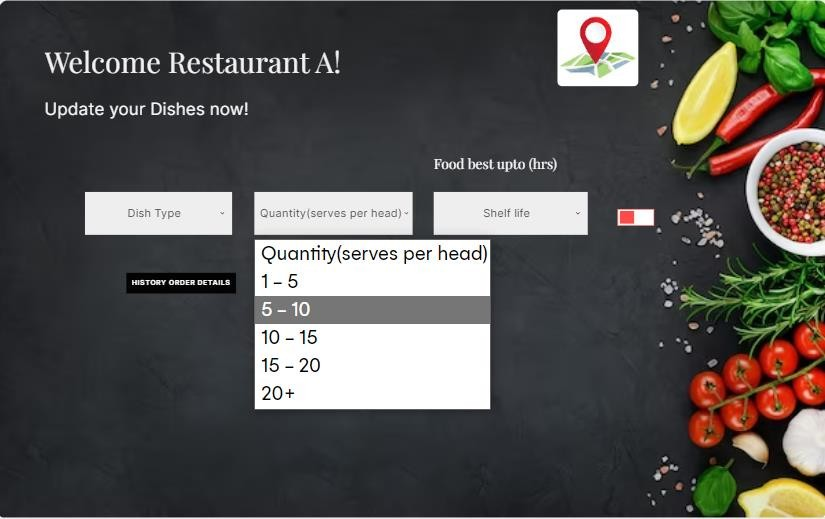 Welcome Restaurant A!
Update your Dishes now!
Food best upto (hrs)
Dish Type
Quantity(serves per head)
Shelf life
Quantity(serves per head)
1 – 5
5 – 10
10 – 15
15 – 20
20+
HISTORY ORDER DETAILS